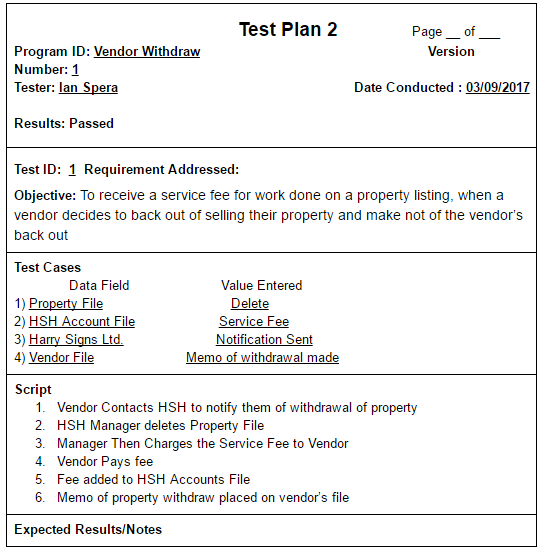 Test Plan 2
Page __ of ___
Program ID: Vendor Withdraw
Version
Number: 1
Tester: Ian Spera
Date Conducted : 03/09/2017
Results: Passed
Test ID: 1 Requirement Addressed:
Objective: To receive a service fee for work done on a property listing, when a
vendor decides to back out of selling their property and make not of the vendor's
back out
Test Cases
Data Field Value Entered
1) Property File Delete
2) HSH Account File Service Fee
3) Harry Signs Ltd. Notification Sent
4) Vendor File Memo of withdrawal made
Script
1. Vendor Contacts HSH to notify them of withdrawal of property
2. HSH Manager deletes Property File
3. Manager Then Charges the Service Fee to Vendor
4. Vendor Pays fee
5. Fee added to HSH Accounts File
6. Memo of property withdraw placed on vendor's file
Expected Results/Notes